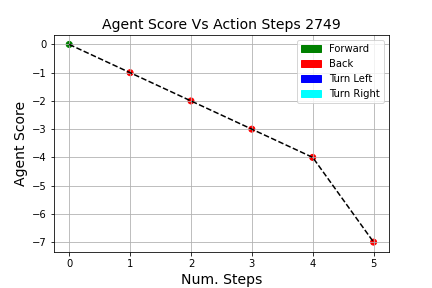 Agent Score Vs Action Steps 2749
Forward
Back
Turn Left
Turn Right
Agent Score
0
−1
−2
−3
−4
−5
−6
−7
0 1 2 3 4 5
Num. Steps